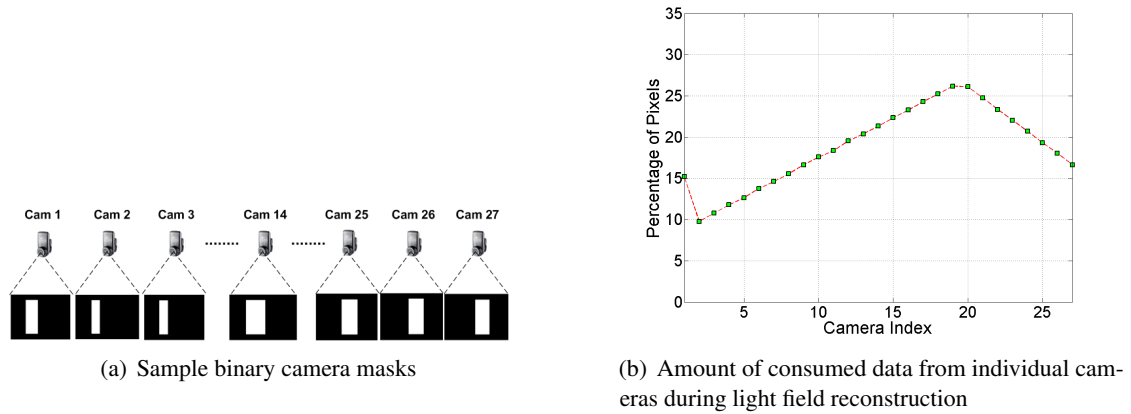 Cam 1 Cam 2 Cam 3 Cam 14 Cam 25 Cam 26 Cam 27
(a) Sample binary camera masks
Percentage of Pixels
35
30
25
20
15
10
5
0
5 10 15 20 25
Camera Index
(b) Amount of consumed data from individual cam-
eras during light field reconstruction